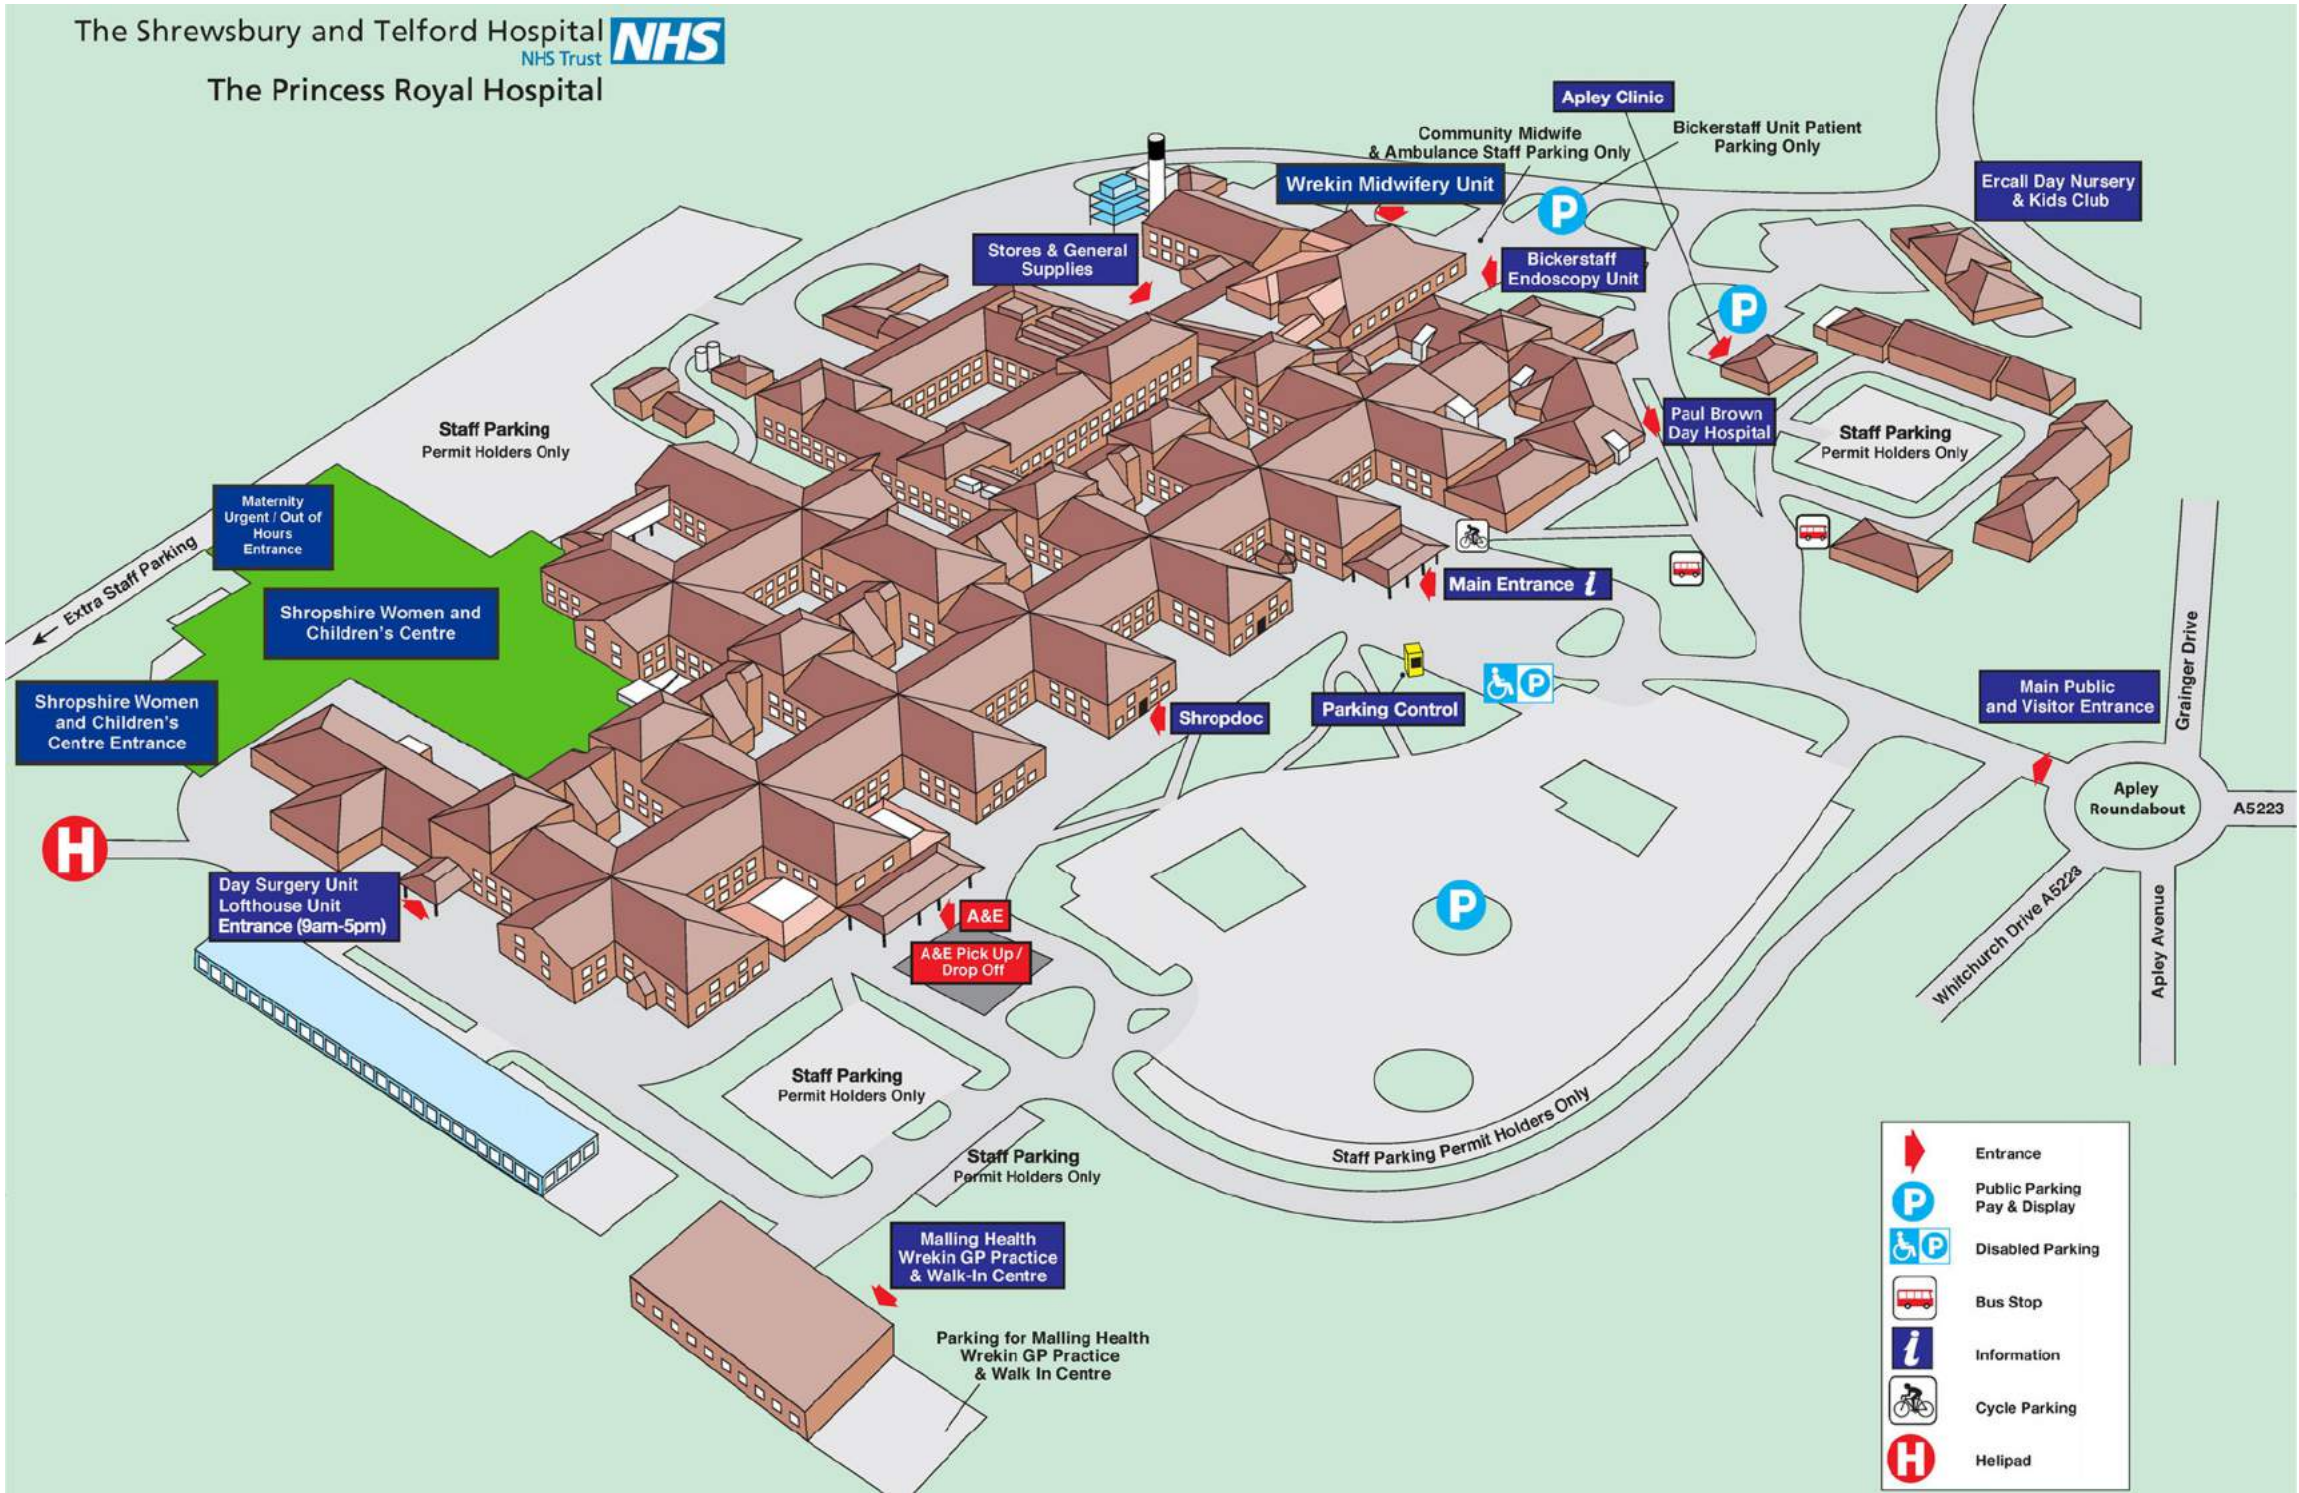 The Shrewsbury and Telford Hospital
NHS
NHS Trust
The Princess Royal Hospital
Apley Clinic
Community Midwife
& Ambulance Staff Parking Only
Bickerstaff Unit Patient
Parking Only
Wrekin Midwifery Unit
P
Ercall Day Nursery
& Kids Club
Stores & General
Supplies
Bickerstaff
Endoscopy Unit
P
Staff Parking
Permit Holders Only
Paul Brown
Day Hospital
Staff Parking
Permit Holders Only
Maternity
Urgent / Out of
Hours
Entrance
← Extra Staff Parking
Shropshire Women and
Children's Centre
Main Entrance i
Shropshire Women
and Children's
Centre Entrance
Shropdoc
Parking Control
P
Main Public
and Visitor Entrance
Grainger Drive
Apley
Roundabout
A5223
Whitchurch Drive A5223
Apley Avenue
H
Day Surgery Unit
Lofthouse Unit
Entrance (9am-5pm)
A&E
A&E Pick Up /
Drop Off
P
Staff Parking
Permit Holders Only
Staff Parking Permit Holders Only
Staff Parking
Permit Holders Only
Malling Health
Wrekin GP Practice
& Walk-In Centre
Parking for Malling Health
Wrekin GP Practice
& Walk In Centre
Entrance
P
Public Parking
Pay & Display
P
Disabled Parking
Bus Stop
i
Information
Cycle Parking
H
Helipad